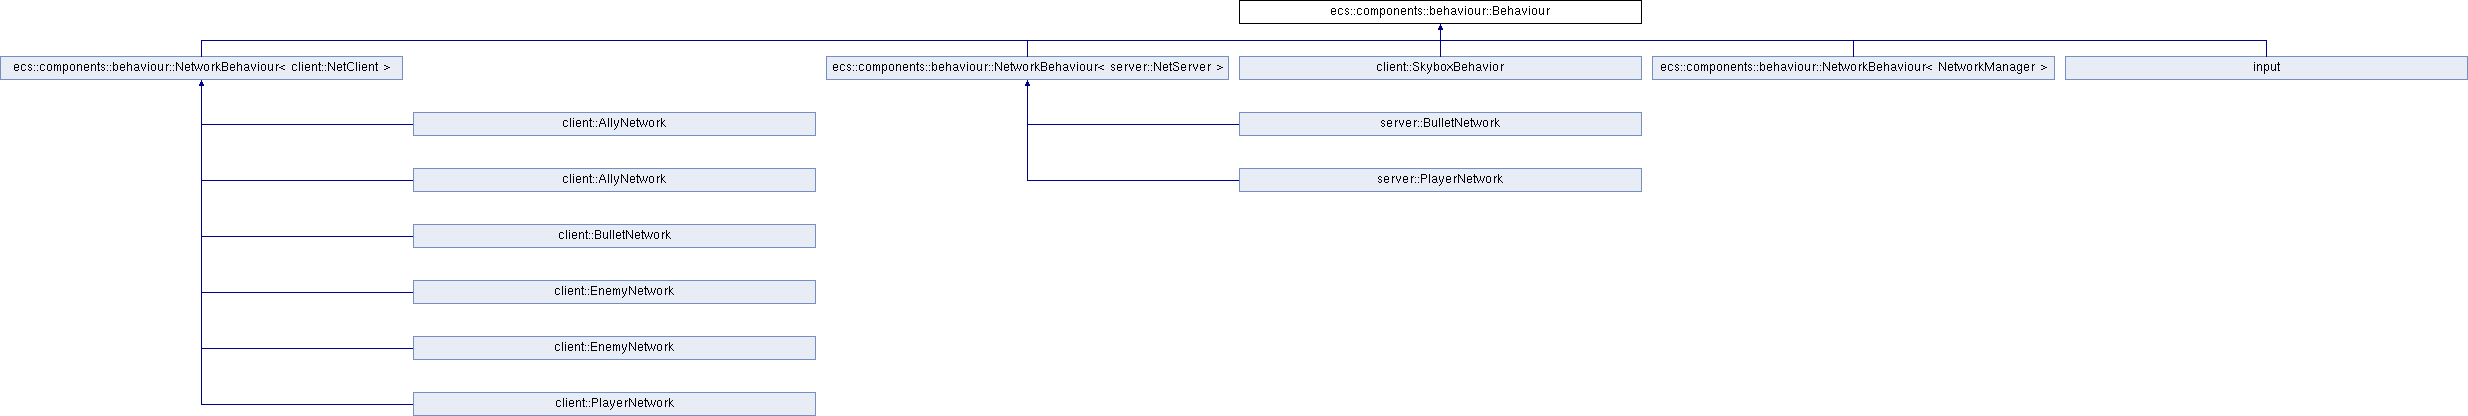 ecs::components::behaviour::Behaviour
ecs::components::behaviour::NetworkBehaviour< client::NetClient >
ecs::components::behaviour::NetworkBehaviour< server::NetServer >
client::SkyboxBehavior
ecs::components::behaviour::NetworkBehaviour< NetworkManager >
input
client::AllyNetwork
server::BulletNetwork
client::AllyNetwork
server::PlayerNetwork
client::BulletNetwork
client::EnemyNetwork
client::EnemyNetwork
client::PlayerNetwork